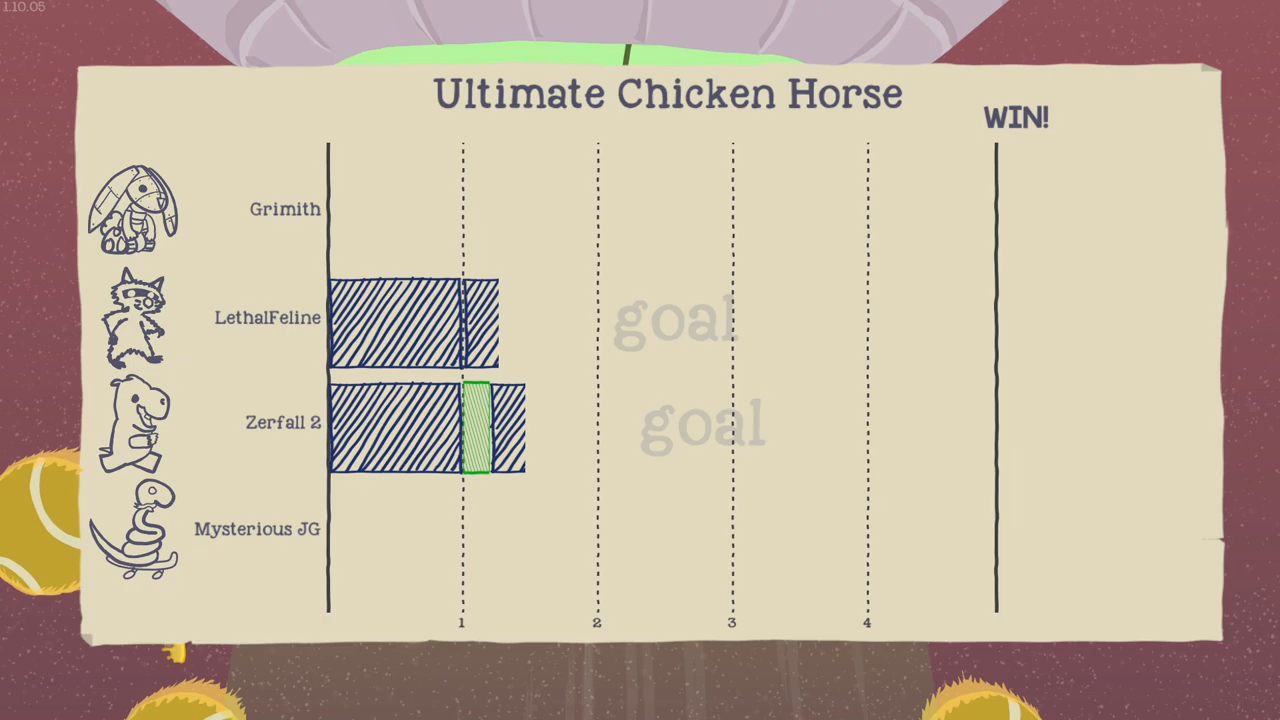 1.10.05
Ultimate Chicken Horse
WIN!
Grimith
LethalFeline
goal
Zerfall 2
goal
Mysterious JG
1 2 3 4